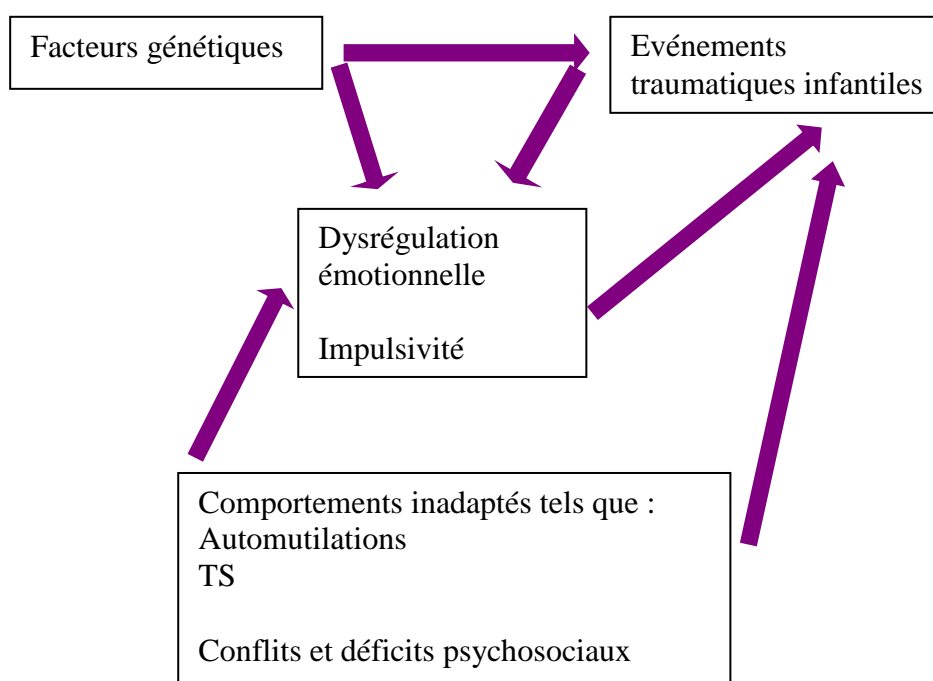 Facteurs génétiques
Evénements
traumatiques infantiles
Dysrégulation
émotionnelle
Impulsivité
Comportements inadaptés tels que :
Automutilations
TS
Conflits et déficits psychosociaux